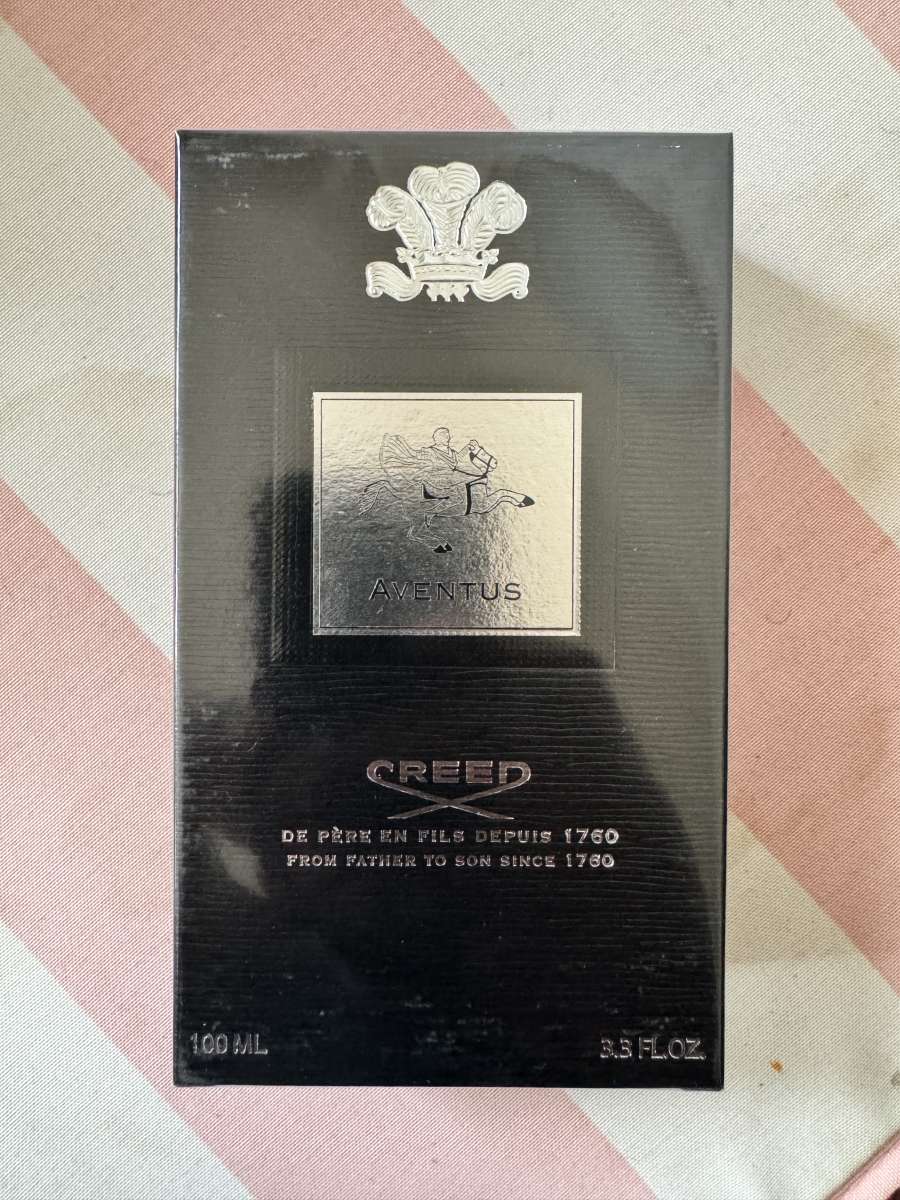 AVENTUS
CREED
DE PÈRE EN FILS DEPUIS 1760
FROM FATHER TO SON SINCE 1760
100 ML
3.3 FL.OZ.